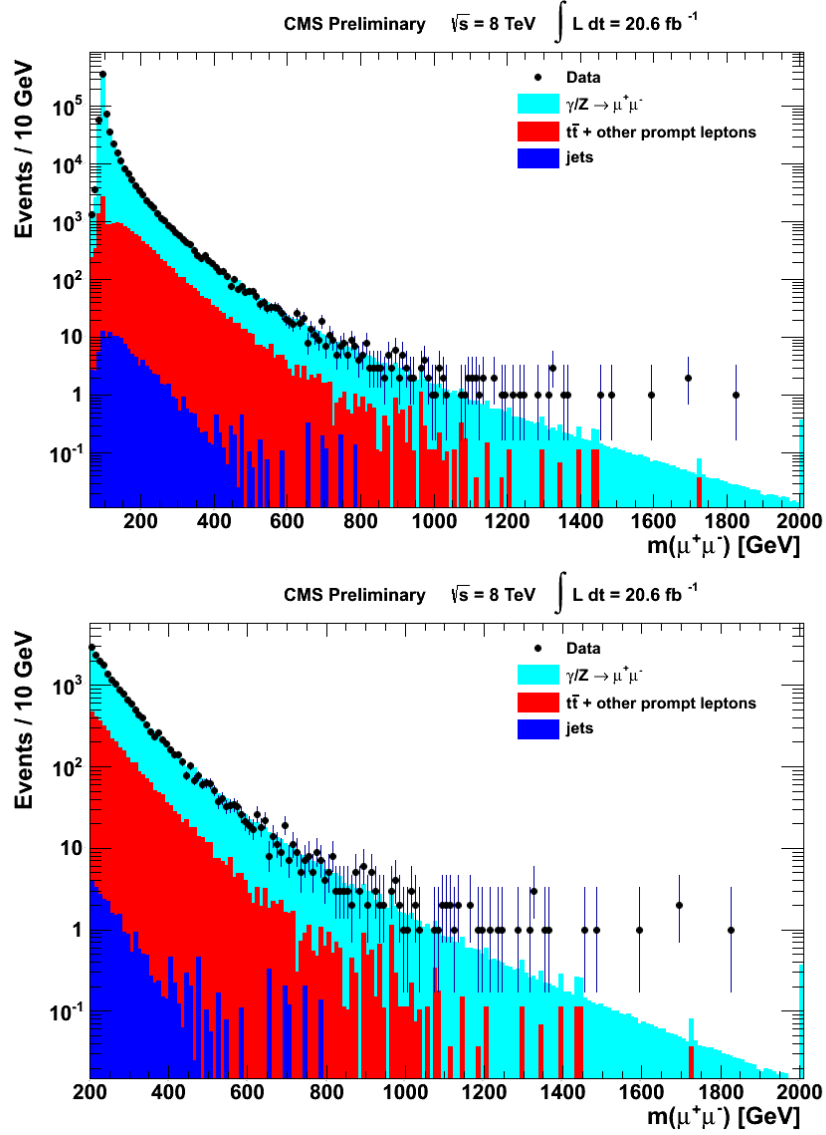 CMS Preliminary √s = 8 TeV ∫ L dt = 20.6 fb⁻¹
Events / 10 GeV
Data
γ/Z → μ⁺μ⁻
tt̄ + other prompt leptons
jets
10⁵
10⁴
10³
10²
10
1
10⁻¹
200 400 600 800 1000 1200 1400 1600 1800 2000
m(μ⁺μ⁻) [GeV]
CMS Preliminary √s = 8 TeV ∫ L dt = 20.6 fb⁻¹
Events / 10 GeV
Data
γ/Z → μ⁺μ⁻
tt̄ + other prompt leptons
jets
10³
10²
10
1
10⁻¹
200 400 600 800 1000 1200 1400 1600 1800 2000
m(μ⁺μ⁻) [GeV]